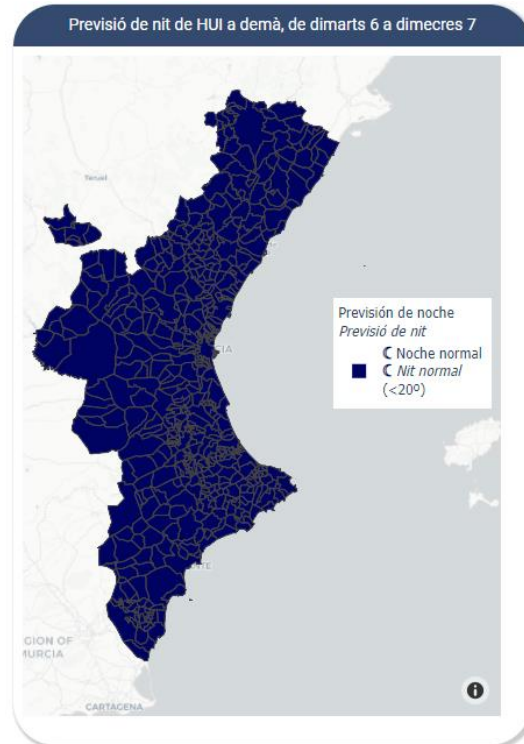 Previsió de nit de HUI a demà, de dimarts 6 a dimecres 7
Teruel
Previsión de noche
Previsió de nit
Noche normal
Nit normal
(<20º)
GION OF
MURCIA
CARTAGENA